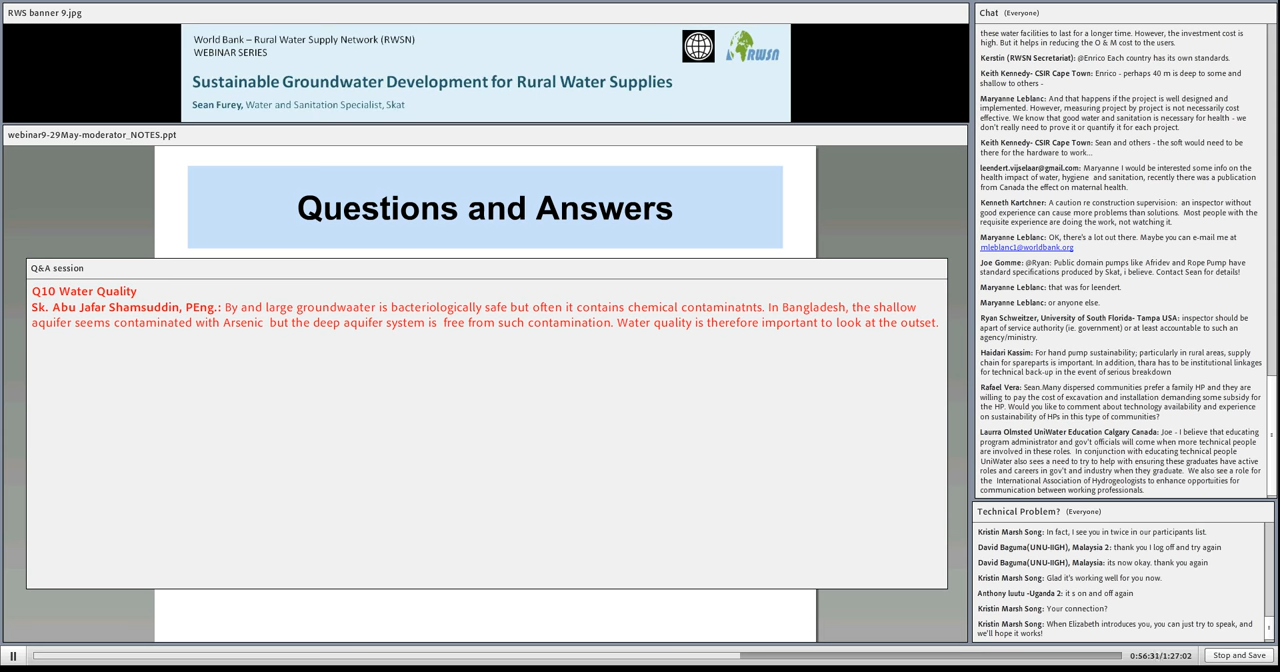 RWS banner 9.jpg
World Bank – Rural Water Supply Network (RWSN)
WEBINAR SERIES
RWSN
Sustainable Groundwater Development for Rural Water Supplies
Sean Furey, Water and Sanitation Specialist, Skat
webinar9-29May-moderator_NOTES.ppt
Questions and Answers
Q&A session
Q10 Water Quality
Sk. Abu Jafar Shamsuddin, PEng.: By and large groundwaater is bacteriologically safe but often it contains chemical contaminatnts. In Bangladesh, the shallow
aquifer seems contaminated with Arsenic  but the deep aquifer system is  free from such contamination. Water quality is therefore important to look at the outset.
Chat (Everyone)
these water facilities to last for a longer time. However, the investment cost is
high. But it helps in reducing the O & M cost to the users.
Kerstin (RWSN Secretariat): @Enrico Each country has its own standards.
Keith Kennedy- CSIR Cape Town: Enrico - perhaps 40 m is deep to some and
shallow to others -
Maryanne Leblanc: And that happens if the project is well designed and
implemented. However, measuring project by project is not necessarily cost
effective. We know that good water and sanitation is necessary for health - we
don't really need to prove it or quantify it for each project.
Keith Kennedy- CSIR Cape Town: Sean and others - the soft would need to be
there for the hardware to work...
leendert.vijselaar@gmail.com: Maryanne I would be interested some info on the
health impact of water, hygiene  and sanitation, recently there was a publication
from Canada the effect on maternal health.
Kenneth Kartchner: A caution re construction supervision:  an inspector without
good experience can cause more problems than solutions.  Most people with the
requisite experience are doing the work, not watching it.
Maryanne Leblanc: OK, there's a lot out there. Maybe you can e-mail me at
mleblanc1@worldbank.org
Joe Gomme: @Ryan: Public domain pumps like Afridev and Rope Pump have
standard specifications produced by Skat, i believe. Contact Sean for details!
Maryanne Leblanc: that was for leendert.
Maryanne Leblanc: or anyone else.
Ryan Schweitzer, University of South Florida- Tampa USA: inspector should be
apart of service authority (ie. government) or at least accountable to such an
agency/ministry.
Haidari Kassim: For hand pump sustainability; particularly in rural areas, supply
chain for spareparts is important. In addition, thara has to be institutional linkages
for technical back-up in the event of serious breakdown
Rafael Vera: Sean.Many dispersed communities prefer a family HP and they are
willing to pay the cost of excavation and installation demanding some subsidy for
the HP. Would you like to comment about technology availability and experience
on sustainability of HPs in this type of communities?
Laurra Olmsted UniWater Education Calgary Canada: Joe - I believe that educating
program administrator and gov't officials will come when more technical people
are involved in these roles.  In conjunction with educating technical people
UniWater also sees a need to try to help with ensuring these graduates have active
roles and careers in gov't and industry when they graduate.  We also see a role for
the  International Association of Hydrogeologists to enhance opportuities for
communication between working professionals.
Technical Problem? (Everyone)
Kristin Marsh Song: In fact, I see you in twice in our participants list.
David Baguma(UNU-IIGH), Malaysia 2: thank you I log off and try again
David Baguma(UNU-IIGH), Malaysia: its now okay. thank you again
Kristin Marsh Song: Glad it's working well for you now.
Anthony luutu -Uganda 2: it s on and off again
Kristin Marsh Song: Your connection?
Kristin Marsh Song: When Elizabeth introduces you, you can just try to speak, and
we'll hope it works!
0:56:31/1:27:02
Stop and Save